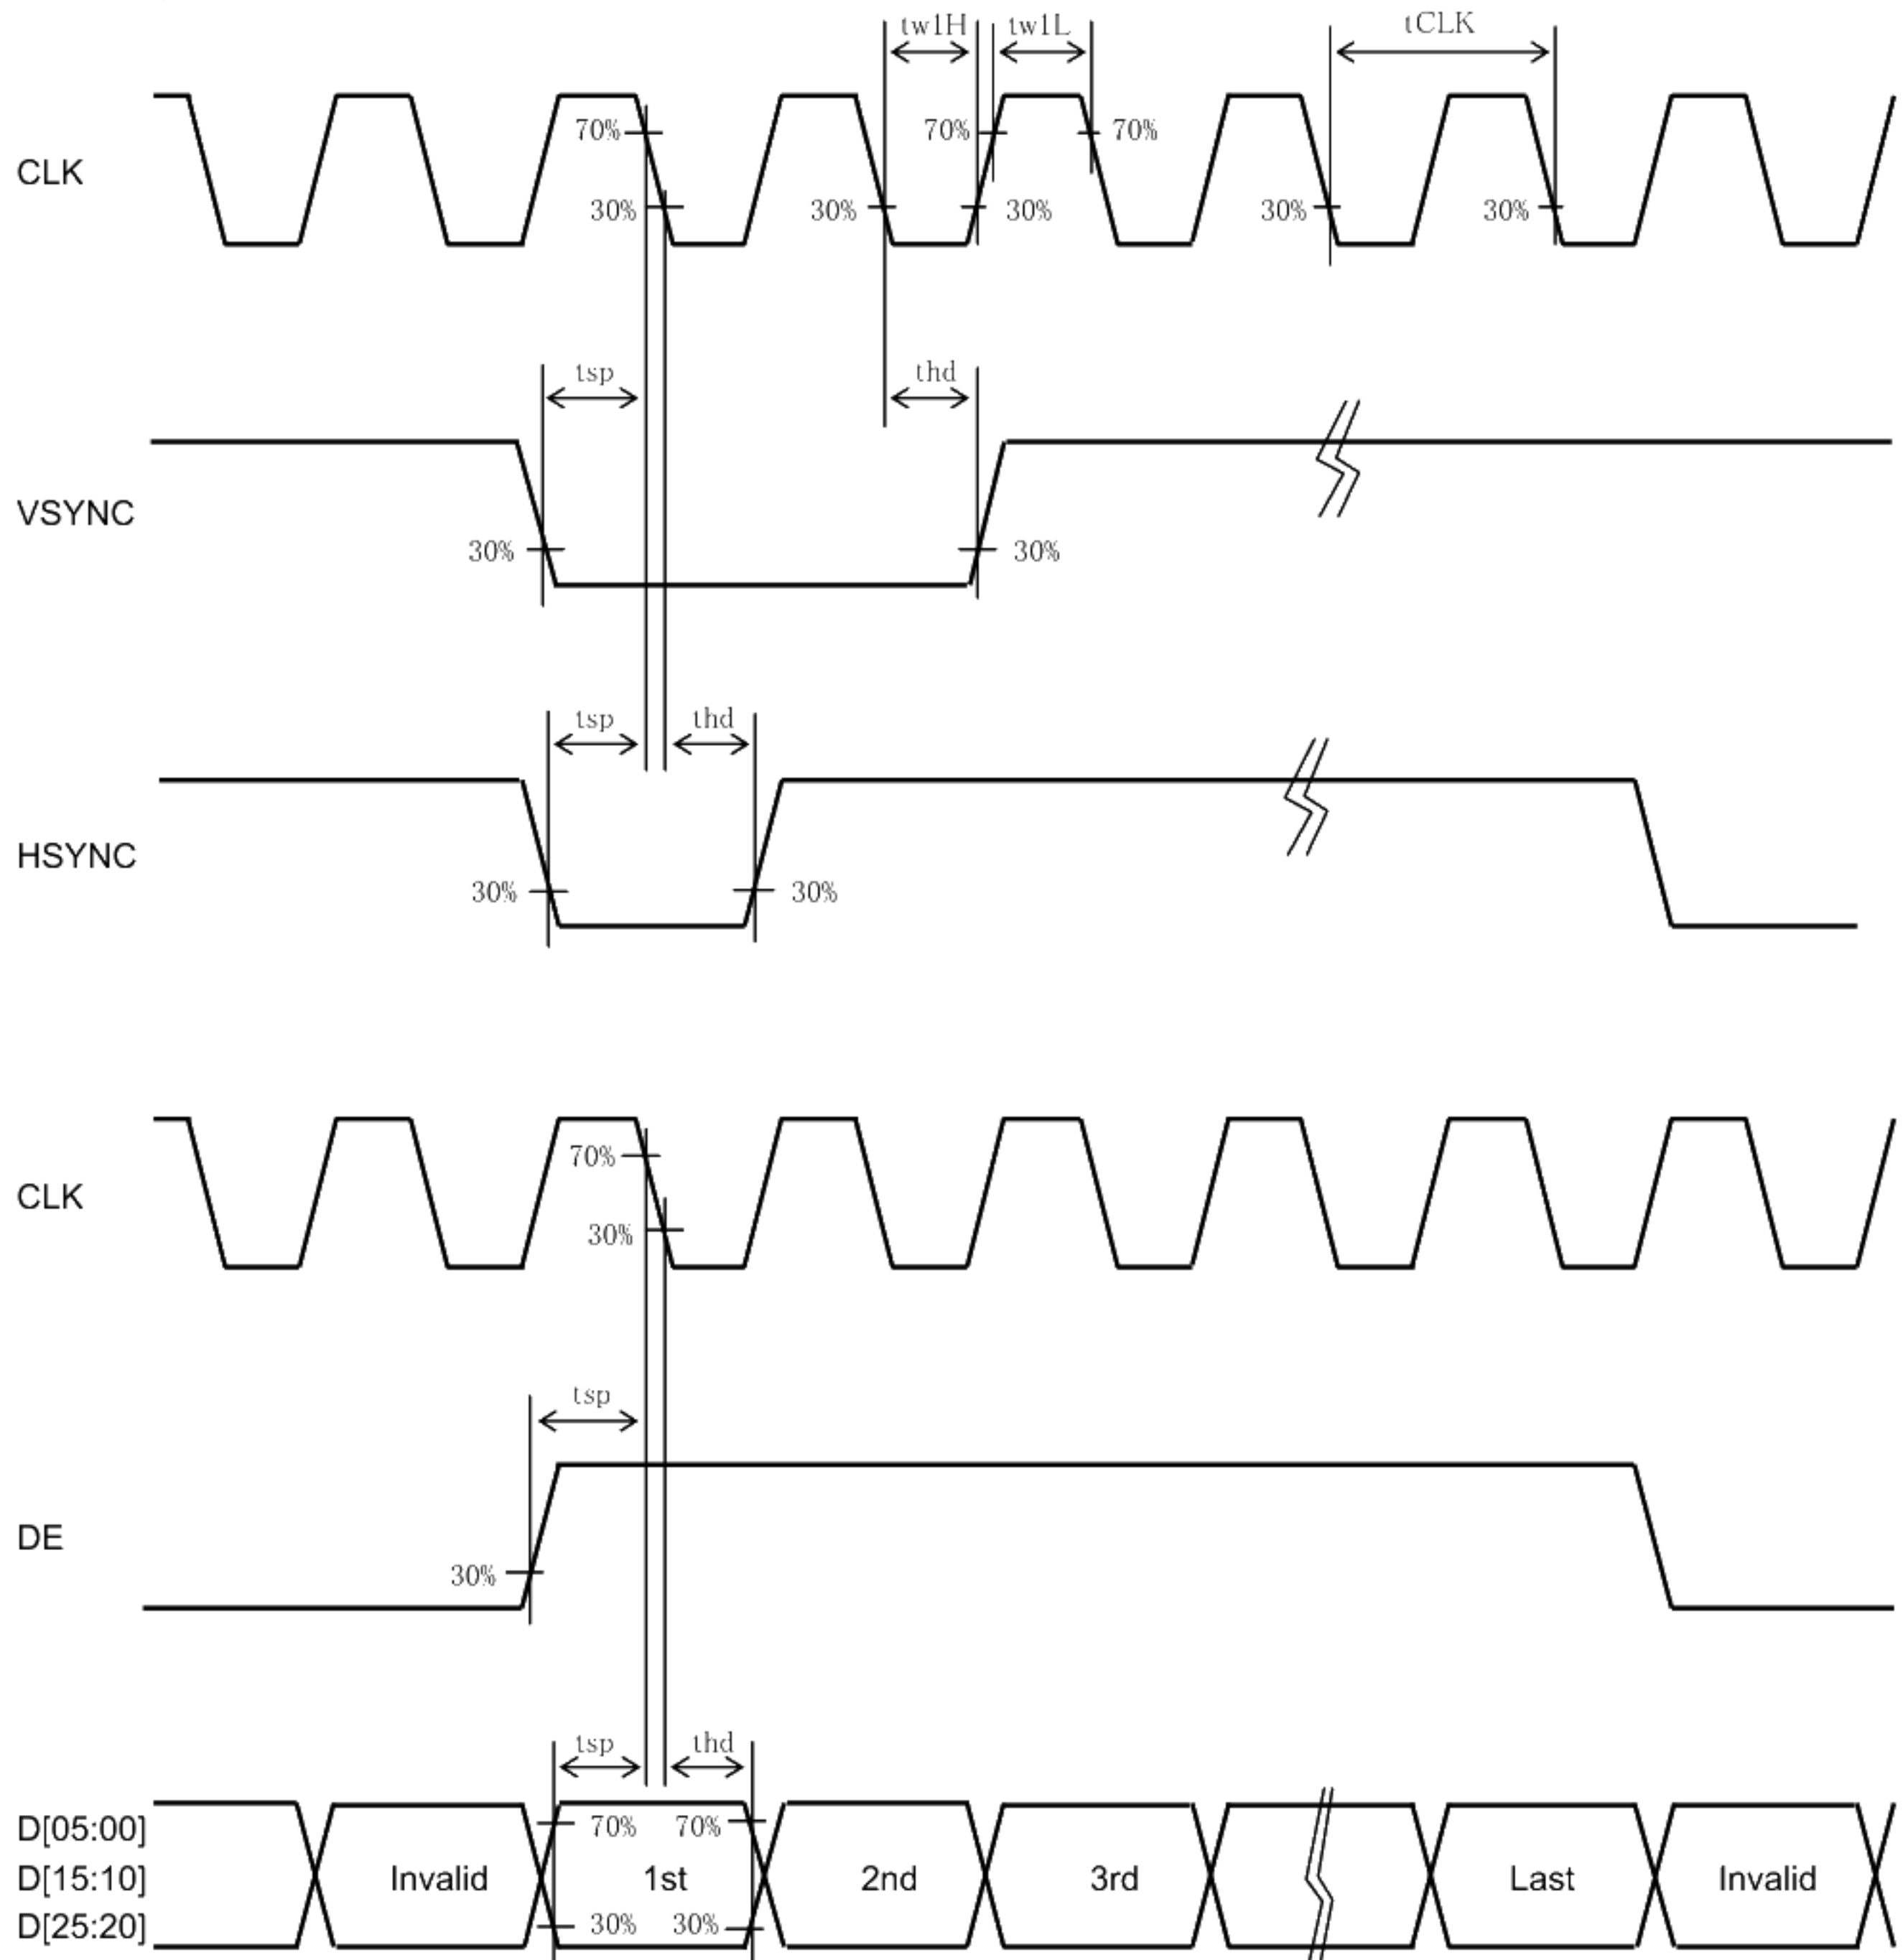 tw1H tw1L tCLK
70% 70% 70%
CLK
30% 30% 30% 30% 30%
tsp thd
VSYNC
30% 30%
tsp thd
HSYNC
30% 30%
70%
CLK
30%
tsp
DE
30%
tsp thd
D[05:00] 70% 70%
D[15:10] Invalid 1st 2nd 3rd Last Invalid
D[25:20] 30% 30%